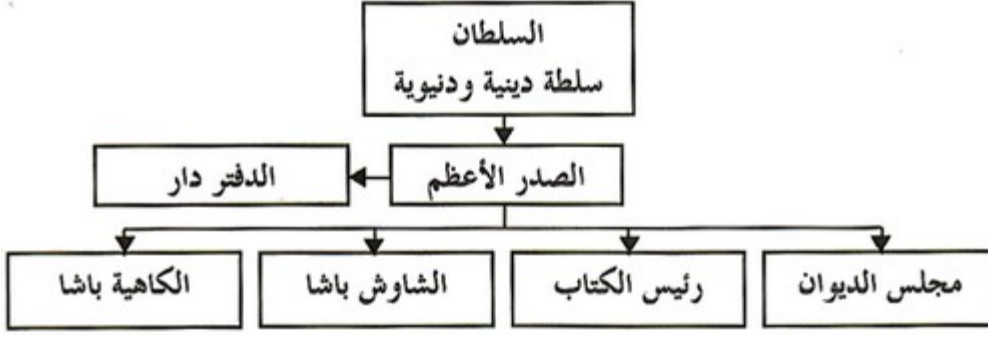 السلطان
سلطة دينية ودنيوية
الصدر الأعظم
الدفتر دار
مجلس الديوان
رئيس الكتاب
الشاوش باشا
الكاهية باشا